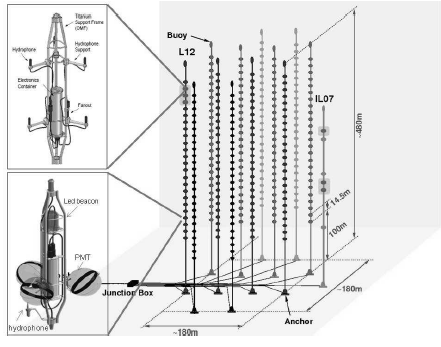 Titanium
Support Frame
(OMF)
Hydrophone
Hydrophone
Support
Electronics
Container
Buoy
L12
IL07
~480m
14.5m
100m
Led beacon
PMT
hydrophone
Junction Box
~180m
Anchor
~180m